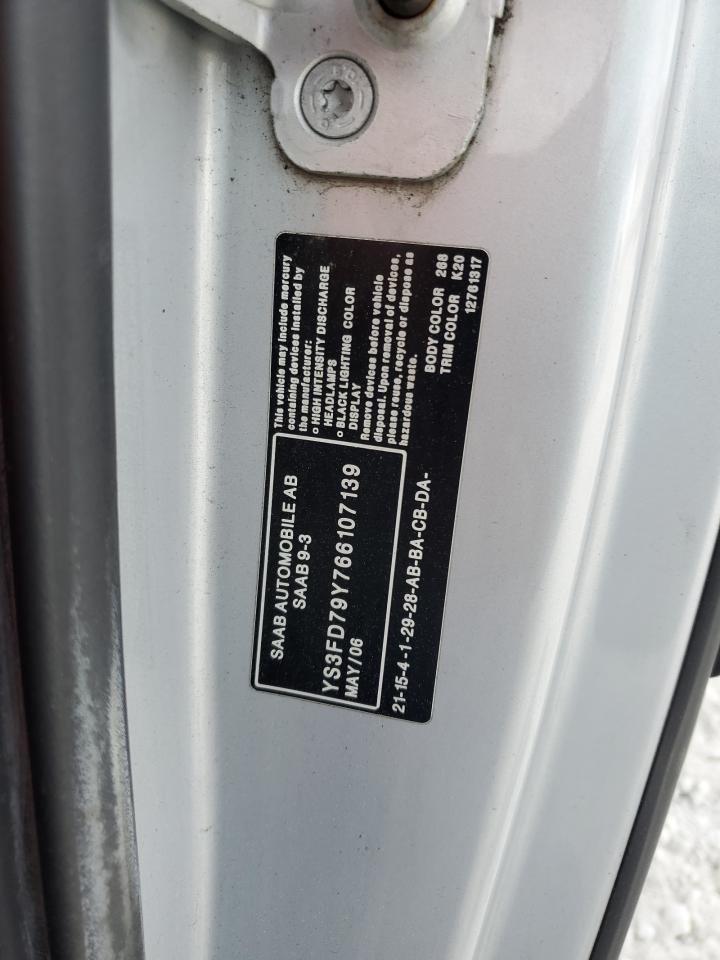 SAAB AUTOMOBILE AB
SAAB 9-3
YS3FD79Y766107139
MAY/06
This vehicle may include mercury
containing devices installed by
the manufacturer:
o HIGH INTENSITY DISCHARGE
HEADLAMPS
o BLACK LIGHTING COLOR
DISPLAY
Remove devices before vehicle
disposal. Upon removal of devices,
please reuse, recycle or dispose as
hazardous waste.
21-15-4-1-29-28-AB-BA-CB-DA-
BODY COLOR 268
TRIM COLOR K20
12761317